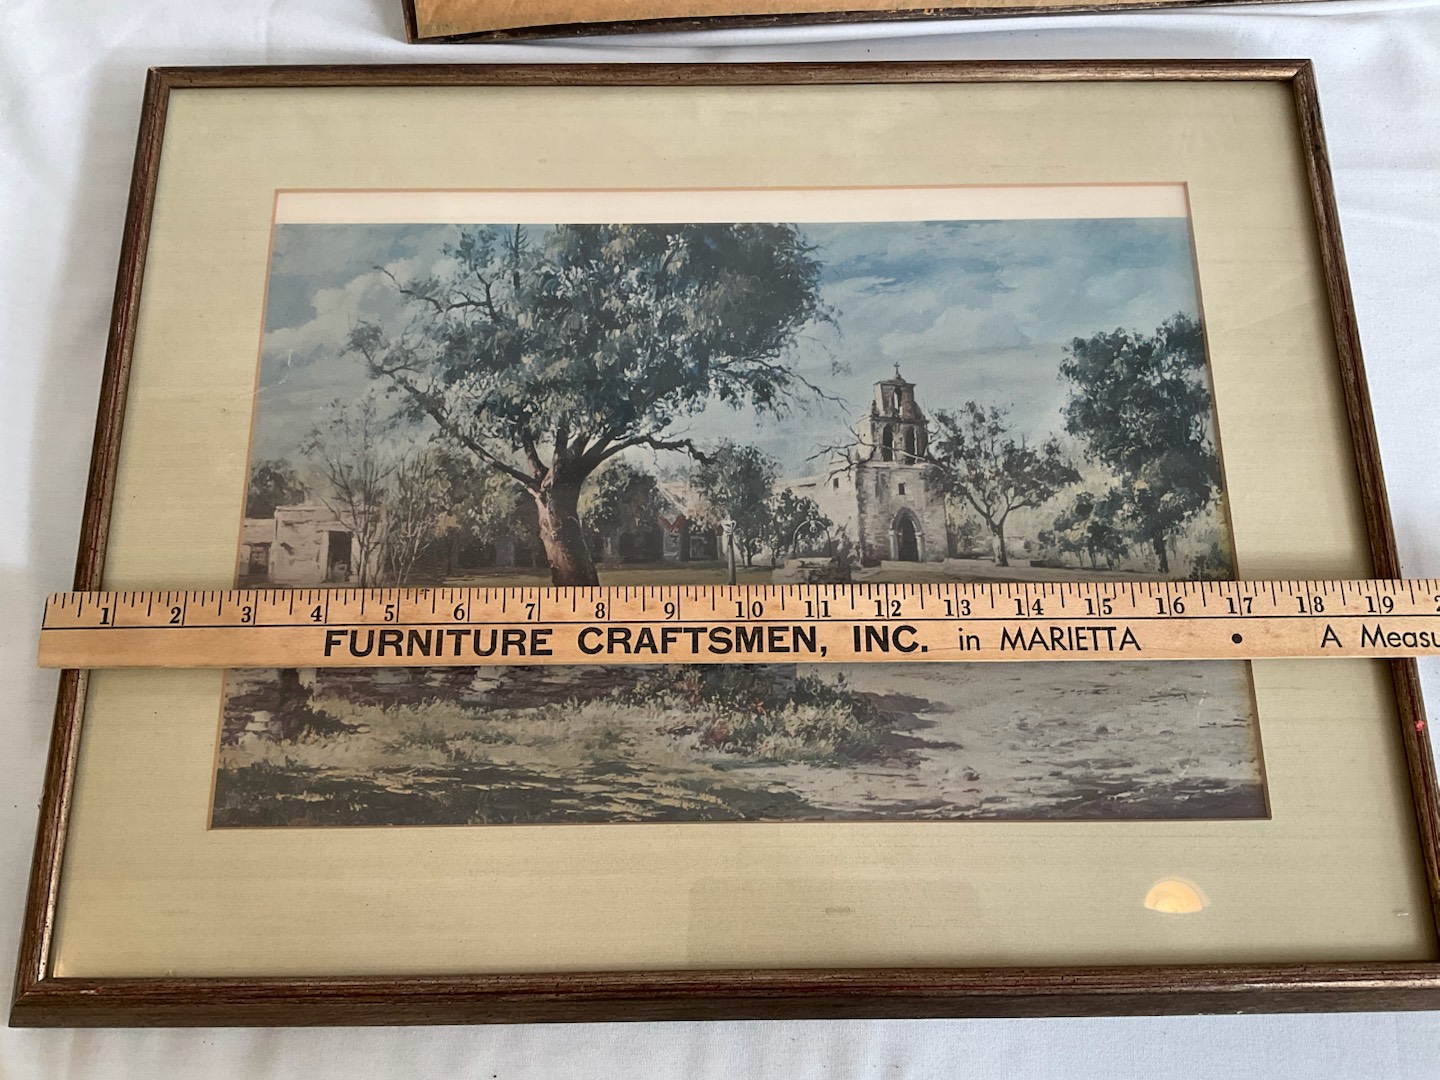 1 2 3 4 5 6 7 8 9 10 11 12 13 14 15 16 17 18 19
FURNITURE CRAFTSMEN, INC. in MARIETTA • A